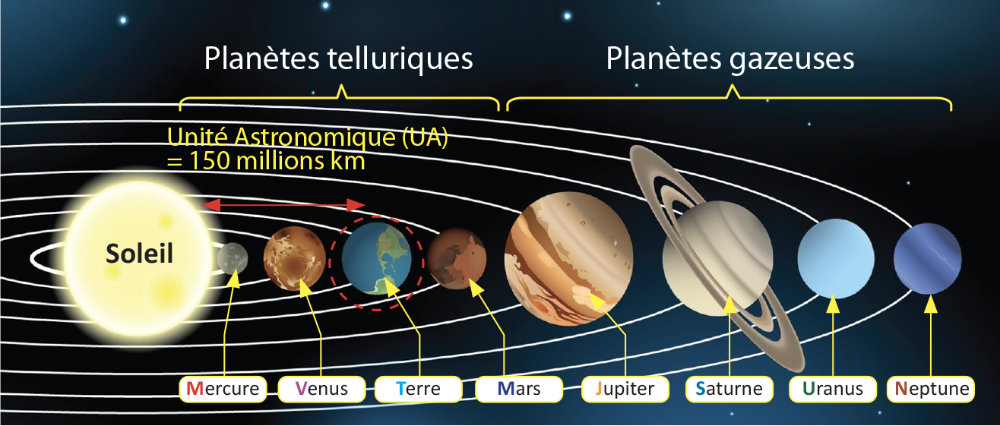 Planètes telluriques
Planètes gazeuses
Unité Astronomique (UA)
= 150 millions km
Soleil
Mercure
Venus
Terre
Mars
Jupiter
Saturne
Uranus
Neptune